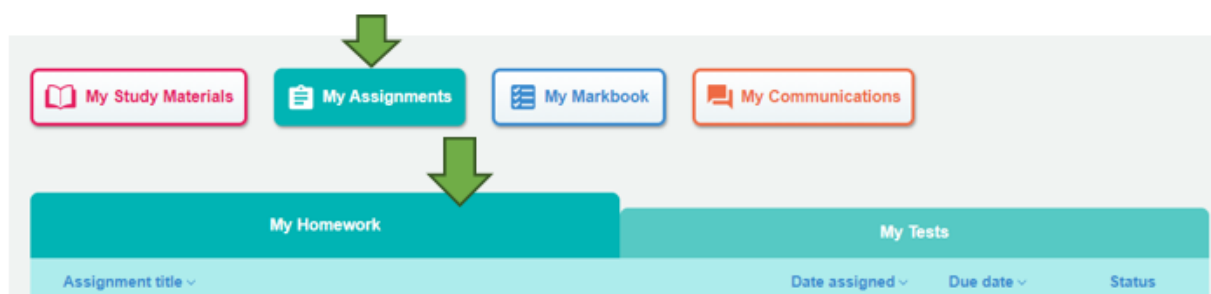 My Study Materials My Assignments My Markbook My Communications
My Homework My Tests
Assignment title Date assigned Due date Status